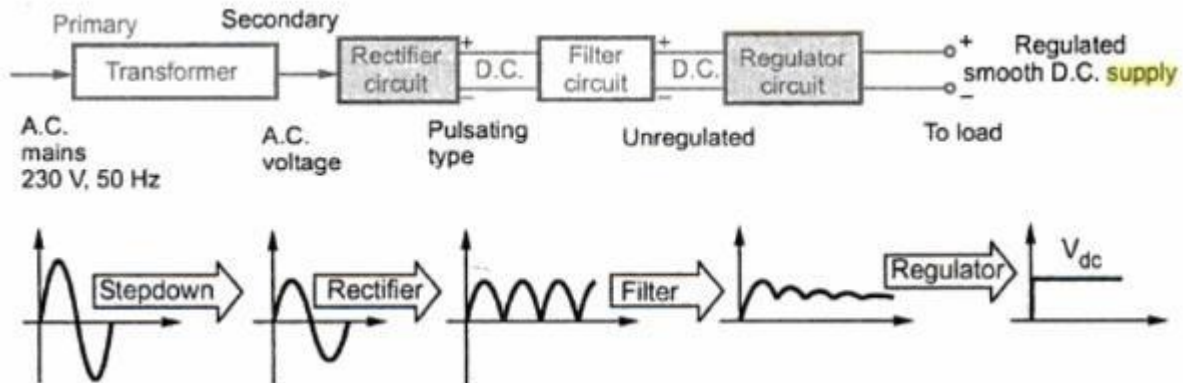 Primary
Secondary
Transformer
Rectifier
circuit
+
D.C.
–
Filter
circuit
+
D.C.
–
Regulator
circuit
+
–
Regulated
smooth D.C. supply
A.C.
mains
230 V, 50 Hz
A.C.
voltage
Pulsating
type
Unregulated
To load
Stepdown
Rectifier
Filter
Regulator
Vdc